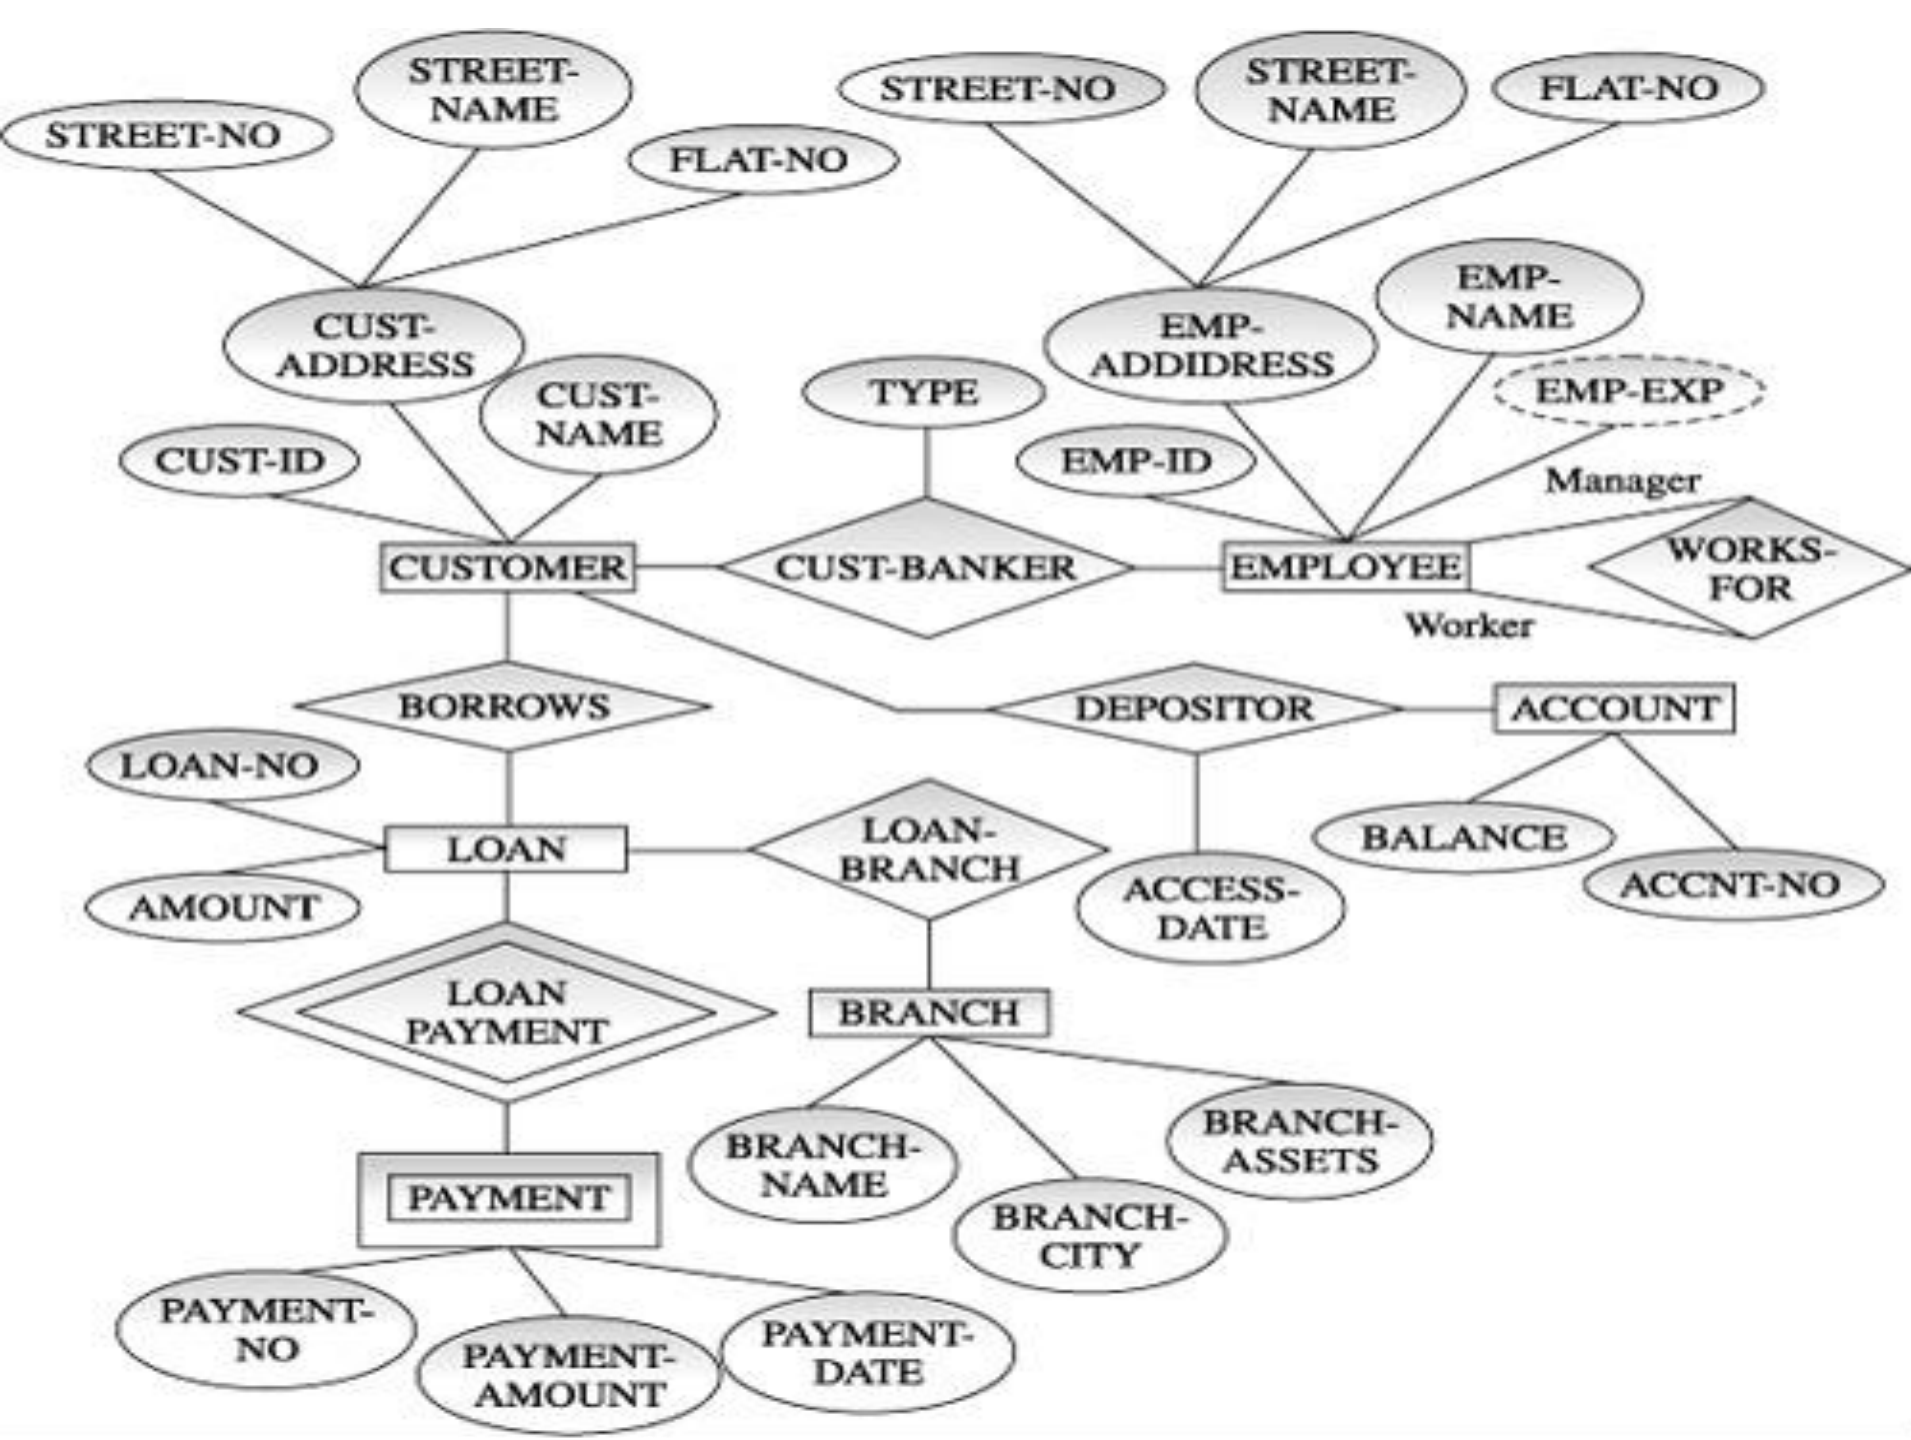 STREET-
NAME
STREET-NO
FLAT-NO
STREET-NO
STREET-
NAME
FLAT-NO
CUST-
ADDRESS
CUST-
NAME
CUST-ID
TYPE
EMP-
ADDIDRESS
EMP-
NAME
EMP-EXP
EMP-ID
Manager
CUSTOMER
CUST-BANKER
EMPLOYEE
WORKS-
FOR
Worker
BORROWS
DEPOSITOR
ACCOUNT
LOAN-NO
LOAN
AMOUNT
LOAN-
BRANCH
ACCESS-
DATE
BALANCE
ACCNT-NO
LOAN
PAYMENT
BRANCH
BRANCH-
NAME
BRANCH-
CITY
BRANCH-
ASSETS
PAYMENT
PAYMENT-
NO
PAYMENT-
AMOUNT
PAYMENT-
DATE